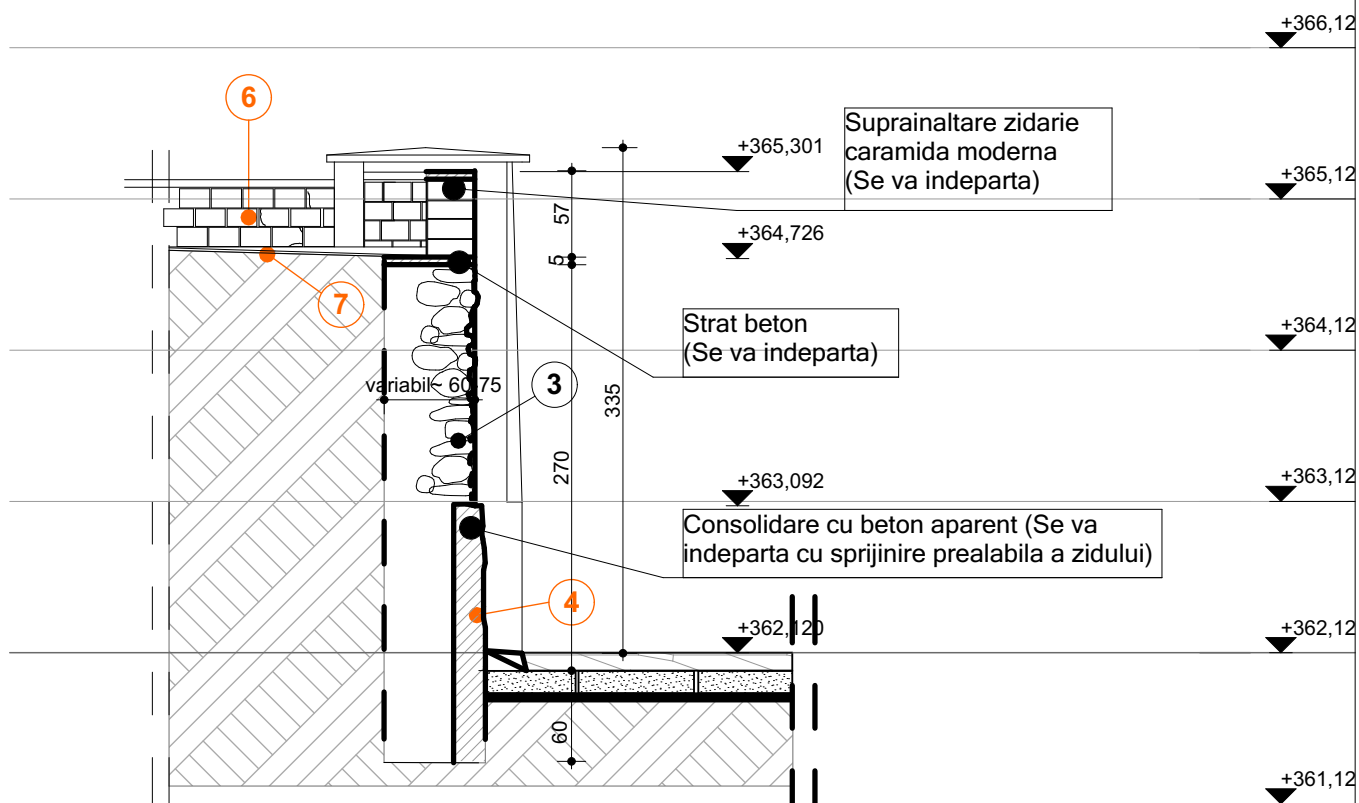 +366,12
6
Suprainaltare zidarie
caramida moderna
(Se va indeparta)
+365,301
+365,12
57
+364,726
5
7
Strat beton
(Se va indeparta)
+364,12
variabil~ 60-75
3
335
270
+363,092
+363,12
Consolidare cu beton aparent (Se va
indeparta cu sprijinire prealabila a zidului)
4
+362,120
+362,12
60
+361,12